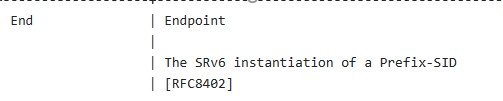 End | Endpoint
|
| The SRv6 instantiation of a Prefix-SID
| [RFC8402]